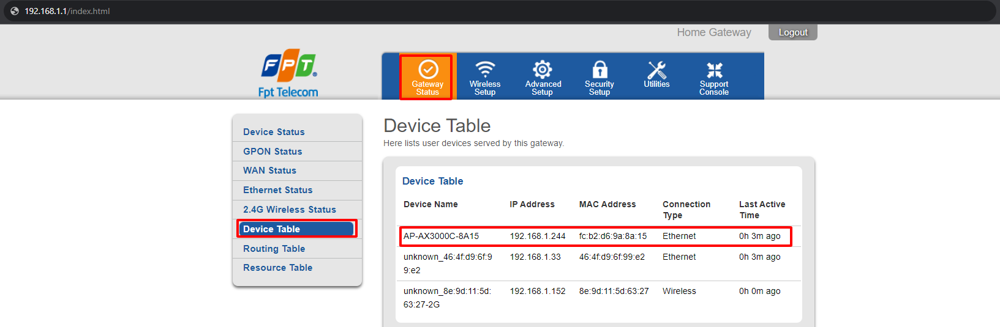 192.168.1.1/index.html
Home Gateway
Logout
FPT
Fpt Telecom
Gateway
Status
Wireless
Setup
Advanced
Setup
Security
Setup
Utilities
Support
Console
Device Status
GPON Status
WAN Status
Ethernet Status
2.4G Wireless Status
Device Table
Routing Table
Resource Table
Device Table
Here lists user devices served by this gateway.
Device Table
Device Name IP Address MAC Address Connection Type Last Active Time
AP-AX3000C-8A15 192.168.1.244 fc:b2:d6:9a:8a:15 Ethernet 0h 3m ago
unknown_46:4f:d9:6f:9 192.168.1.33 46:4f:d9:6f:99:e2 Ethernet 0h 3m ago
9:e2
unknown_8e:9d:11:5d: 192.168.1.152 8e:9d:11:5d:63:27 Wireless 0h 0m ago
63:27-2G